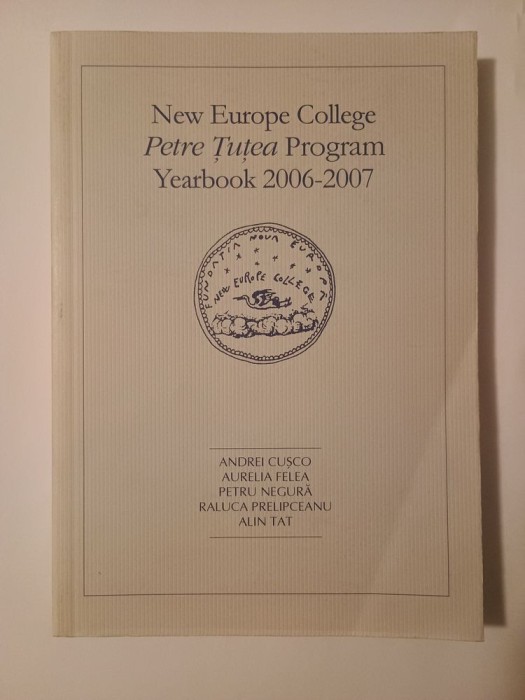 New Europe College
Petre Țuțea Program
Yearbook 2006-2007
FUNDATIA NOVA EUROPA
NEW EUROPE COLLEGE
ANDREI CUȘCO
AURELIA FELEA
PETRU NEGURĂ
RALUCA PRELIPCEANU
ALIN TAT